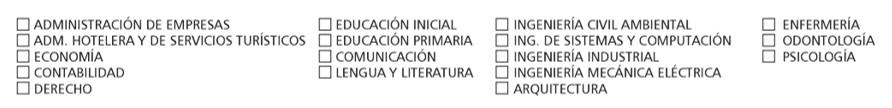 ☐ ADMINISTRACIÓN DE EMPRESAS
☐ ADM. HOTELERA Y DE SERVICIOS TURÍSTICOS
☐ ECONOMÍA
☐ CONTABILIDAD
☐ DERECHO
☐ EDUCACIÓN INICIAL
☐ EDUCACIÓN PRIMARIA
☐ COMUNICACIÓN
☐ LENGUA Y LITERATURA
☐ INGENIERÍA CIVIL AMBIENTAL
☐ ING. DE SISTEMAS Y COMPUTACIÓN
☐ INGENIERÍA INDUSTRIAL
☐ INGENIERÍA MECÁNICA ELÉCTRICA
☐ ARQUITECTURA
☐ ENFERMERÍA
☐ ODONTOLOGÍA
☐ PSICOLOGÍA